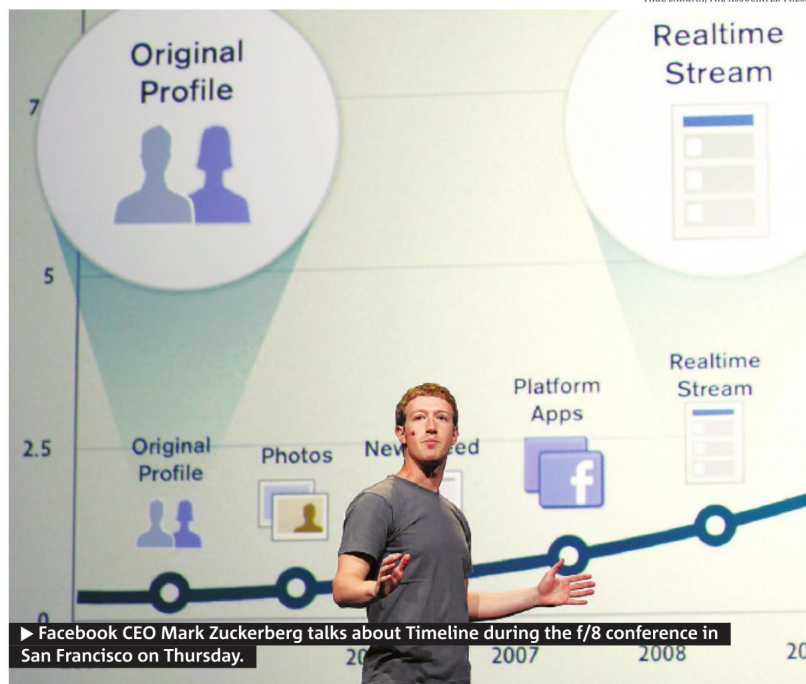 Original
Profile
Realtime
Stream
7
5
Realtime
Stream
Platform
Apps
2.5
Original
Profile
Photos
f
0
▶ Facebook CEO Mark Zuckerberg talks about Timeline during the f/8 conference in
San Francisco on Thursday.
2007
2008